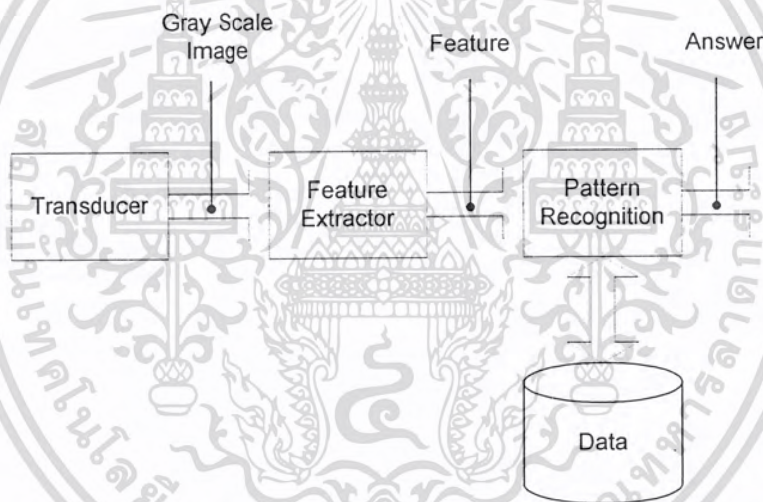 Gray Scale
Image
Feature
Answer
Transducer
Feature
Extractor
Pattern
Recognition
Data